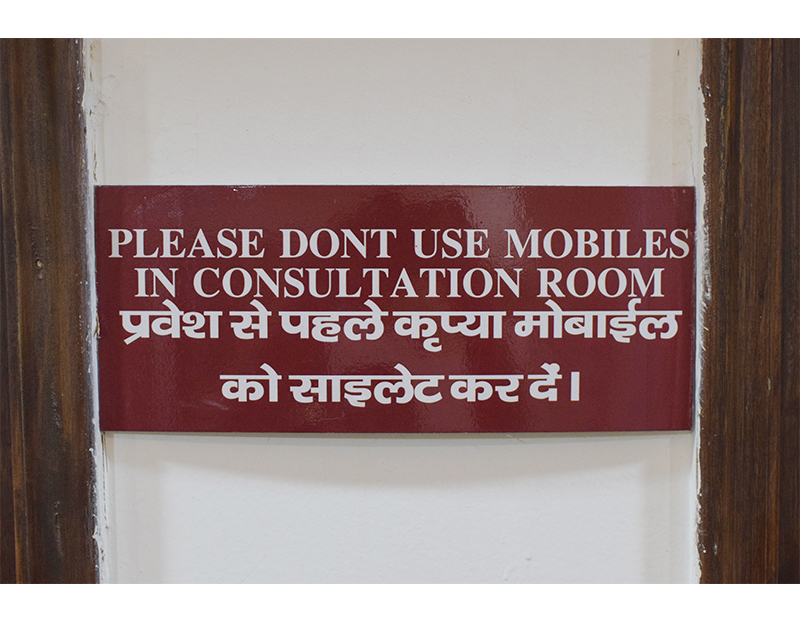 PLEASE DONT USE MOBILES
IN CONSULTATION ROOM
प्रवेश से पहले कृप्या मोबाईल
को साइलेट कर दें।